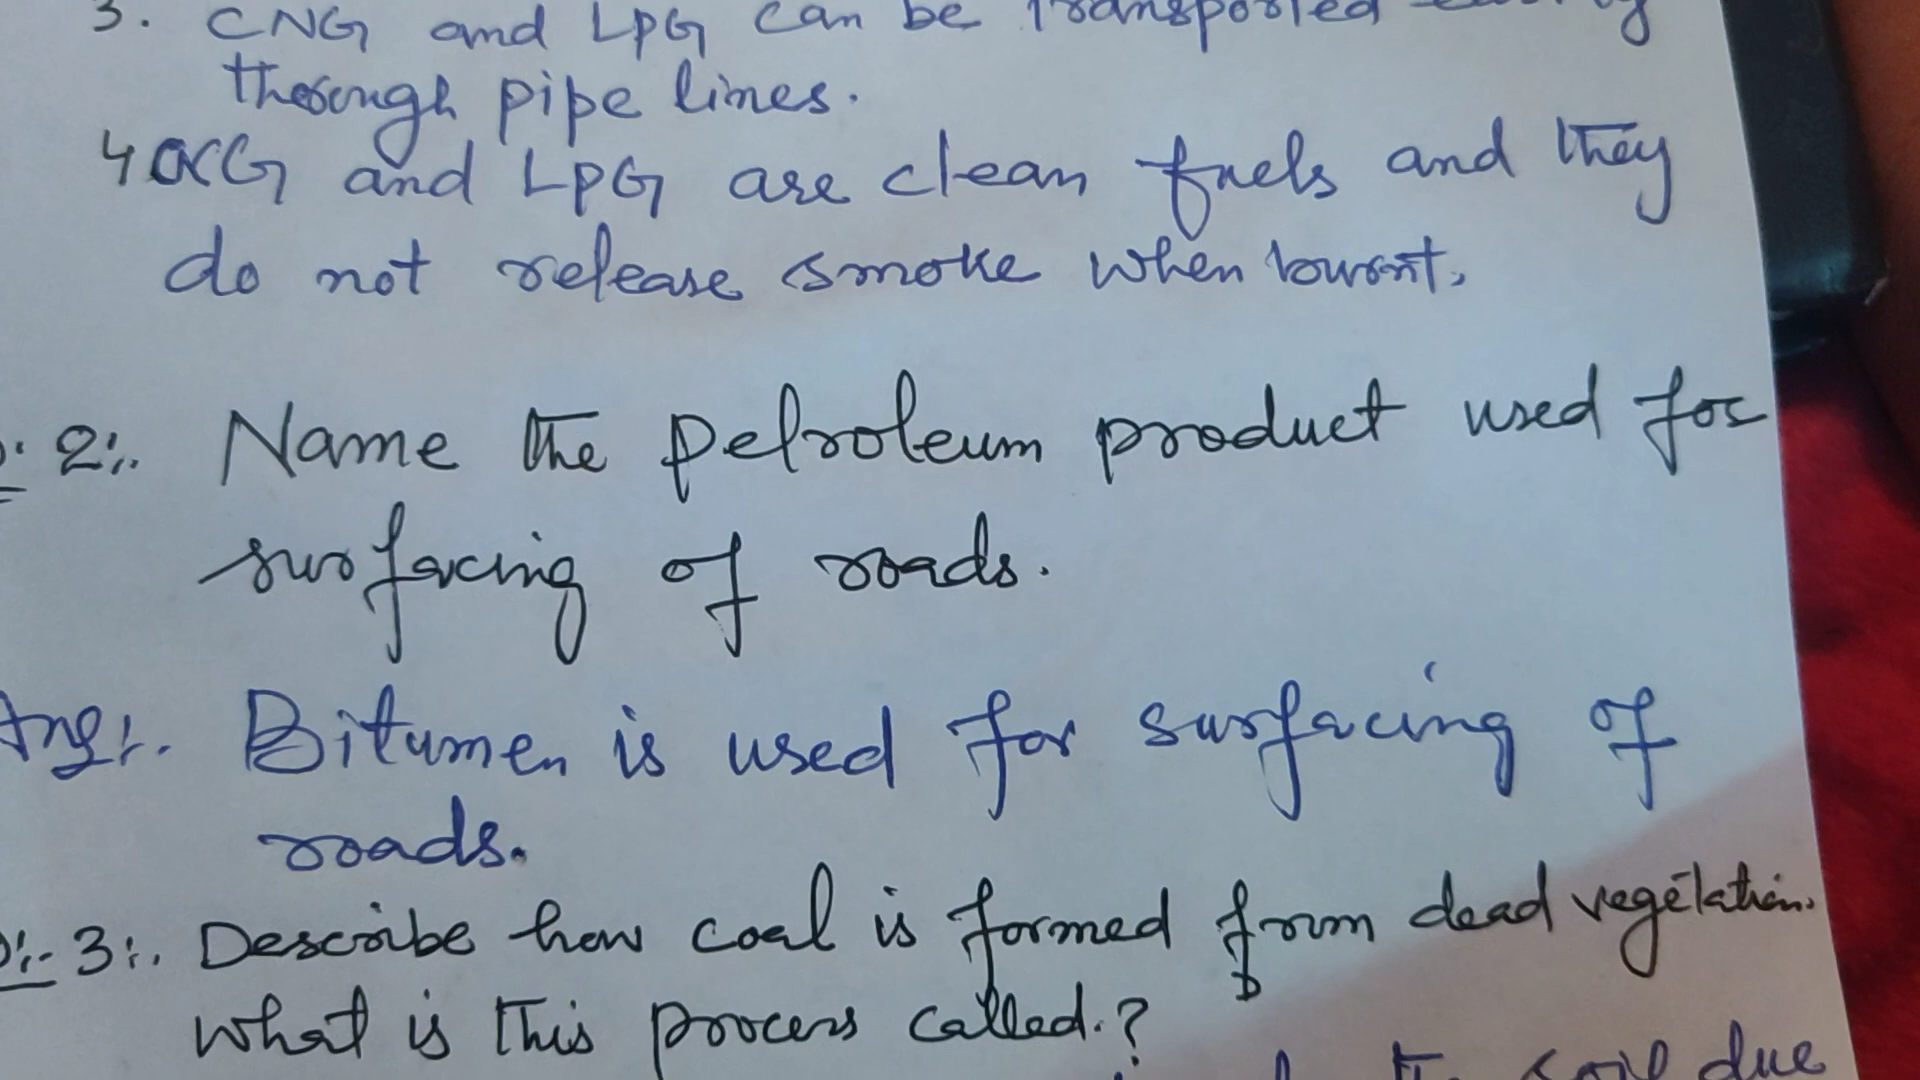 3. CNG and LPG can be transported easily
through pipe lines.
4 CNG and LPG are clean fuels and they
do not release smoke when burnt.
2:. Name the petroleum product used for
surfacing of roads.
Ans:. Bitumen is used for surfacing of
roads.
3:. Describe how coal is formed from dead vegetation.
what is this process called.?
soil due